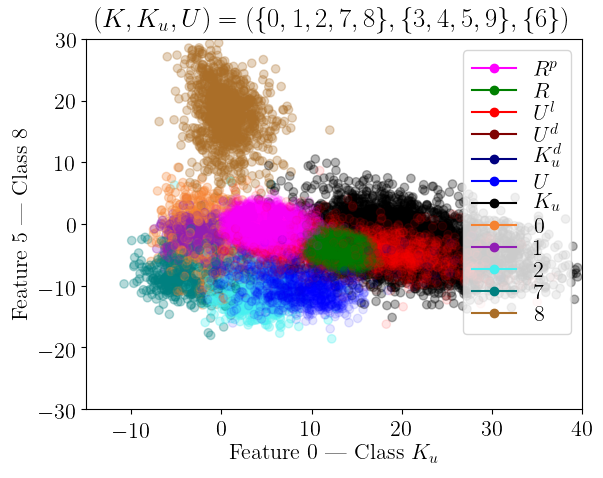 (K, K_u, U) = ({0, 1, 2, 7, 8}, {3, 4, 5, 9}, {6})
30
20
10
0
−10
−20
−30
Feature 5 — Class 8
R^p
R
U^l
U^d
K_u^d
U
K_u
0
1
2
7
8
−10
0
10
20
30
40
Feature 0 — Class K_u